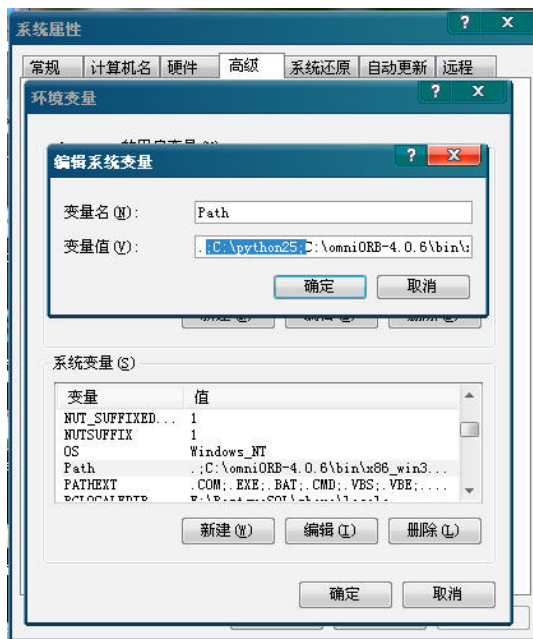 系统属性
常规 计算机名 硬件 高级 系统还原 自动更新 远程
环境变量
编辑系统变量
变量名(N): Path
变量值(V): .;C:\python25;C:\omniORB-4.0.6\bin\
确定 取消
系统变量(S)
变量 值
NUT_SUFFIXED... 1
NUTSUFFIX 1
OS Windows_NT
Path .;C:\omniORB-4.0.6\bin\x86_win3...
PATHEXT .COM;.EXE;.BAT;.CMD;.VBS;.VBE;....
新建(W) 编辑(I) 删除(L)
确定 取消